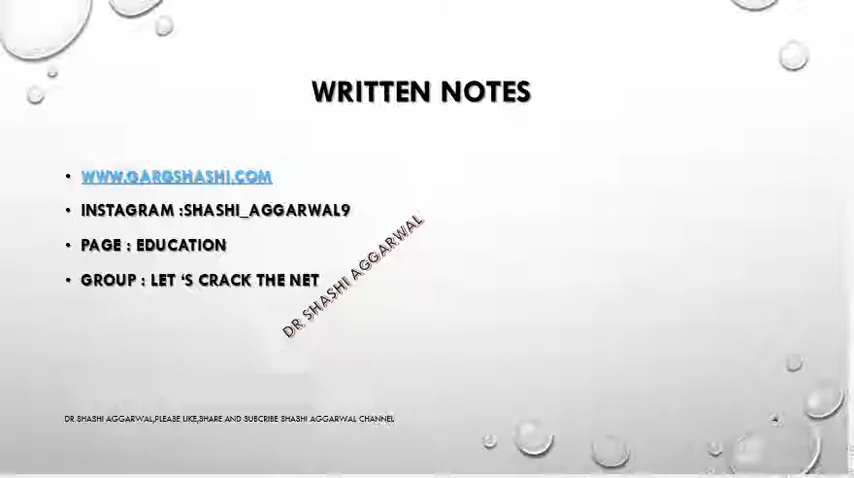 WRITTEN NOTES
• WWW.GARGSHASHI.COM
• INSTAGRAM :SHASHI_AGGARWAL9
• PAGE : EDUCATION
• GROUP : LET ‘S CRACK THE NET
DR SHASHI AGGARWAL
DR SHASHI AGGARWAL,PLEASE LIKE,SHARE AND SUBCRIBE SHASHI AGGARWAL CHANNEL